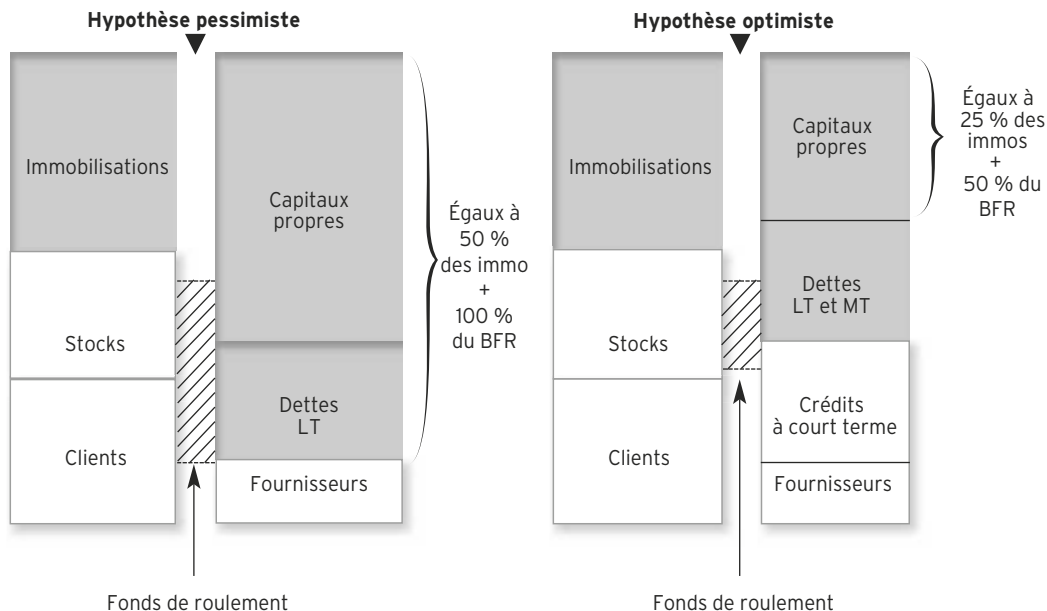 Hypothèse pessimiste
Immobilisations
Stocks
Clients
Capitaux
propres
Dettes
LT
Fournisseurs
Égaux à
50 %
des immo
+
100 %
du BFR
Fonds de roulement
Hypothèse optimiste
Immobilisations
Stocks
Clients
Capitaux
propres
Dettes
LT et MT
Crédits
à court terme
Fournisseurs
Égaux à
25 % des
immos
+
50 % du
BFR
Fonds de roulement